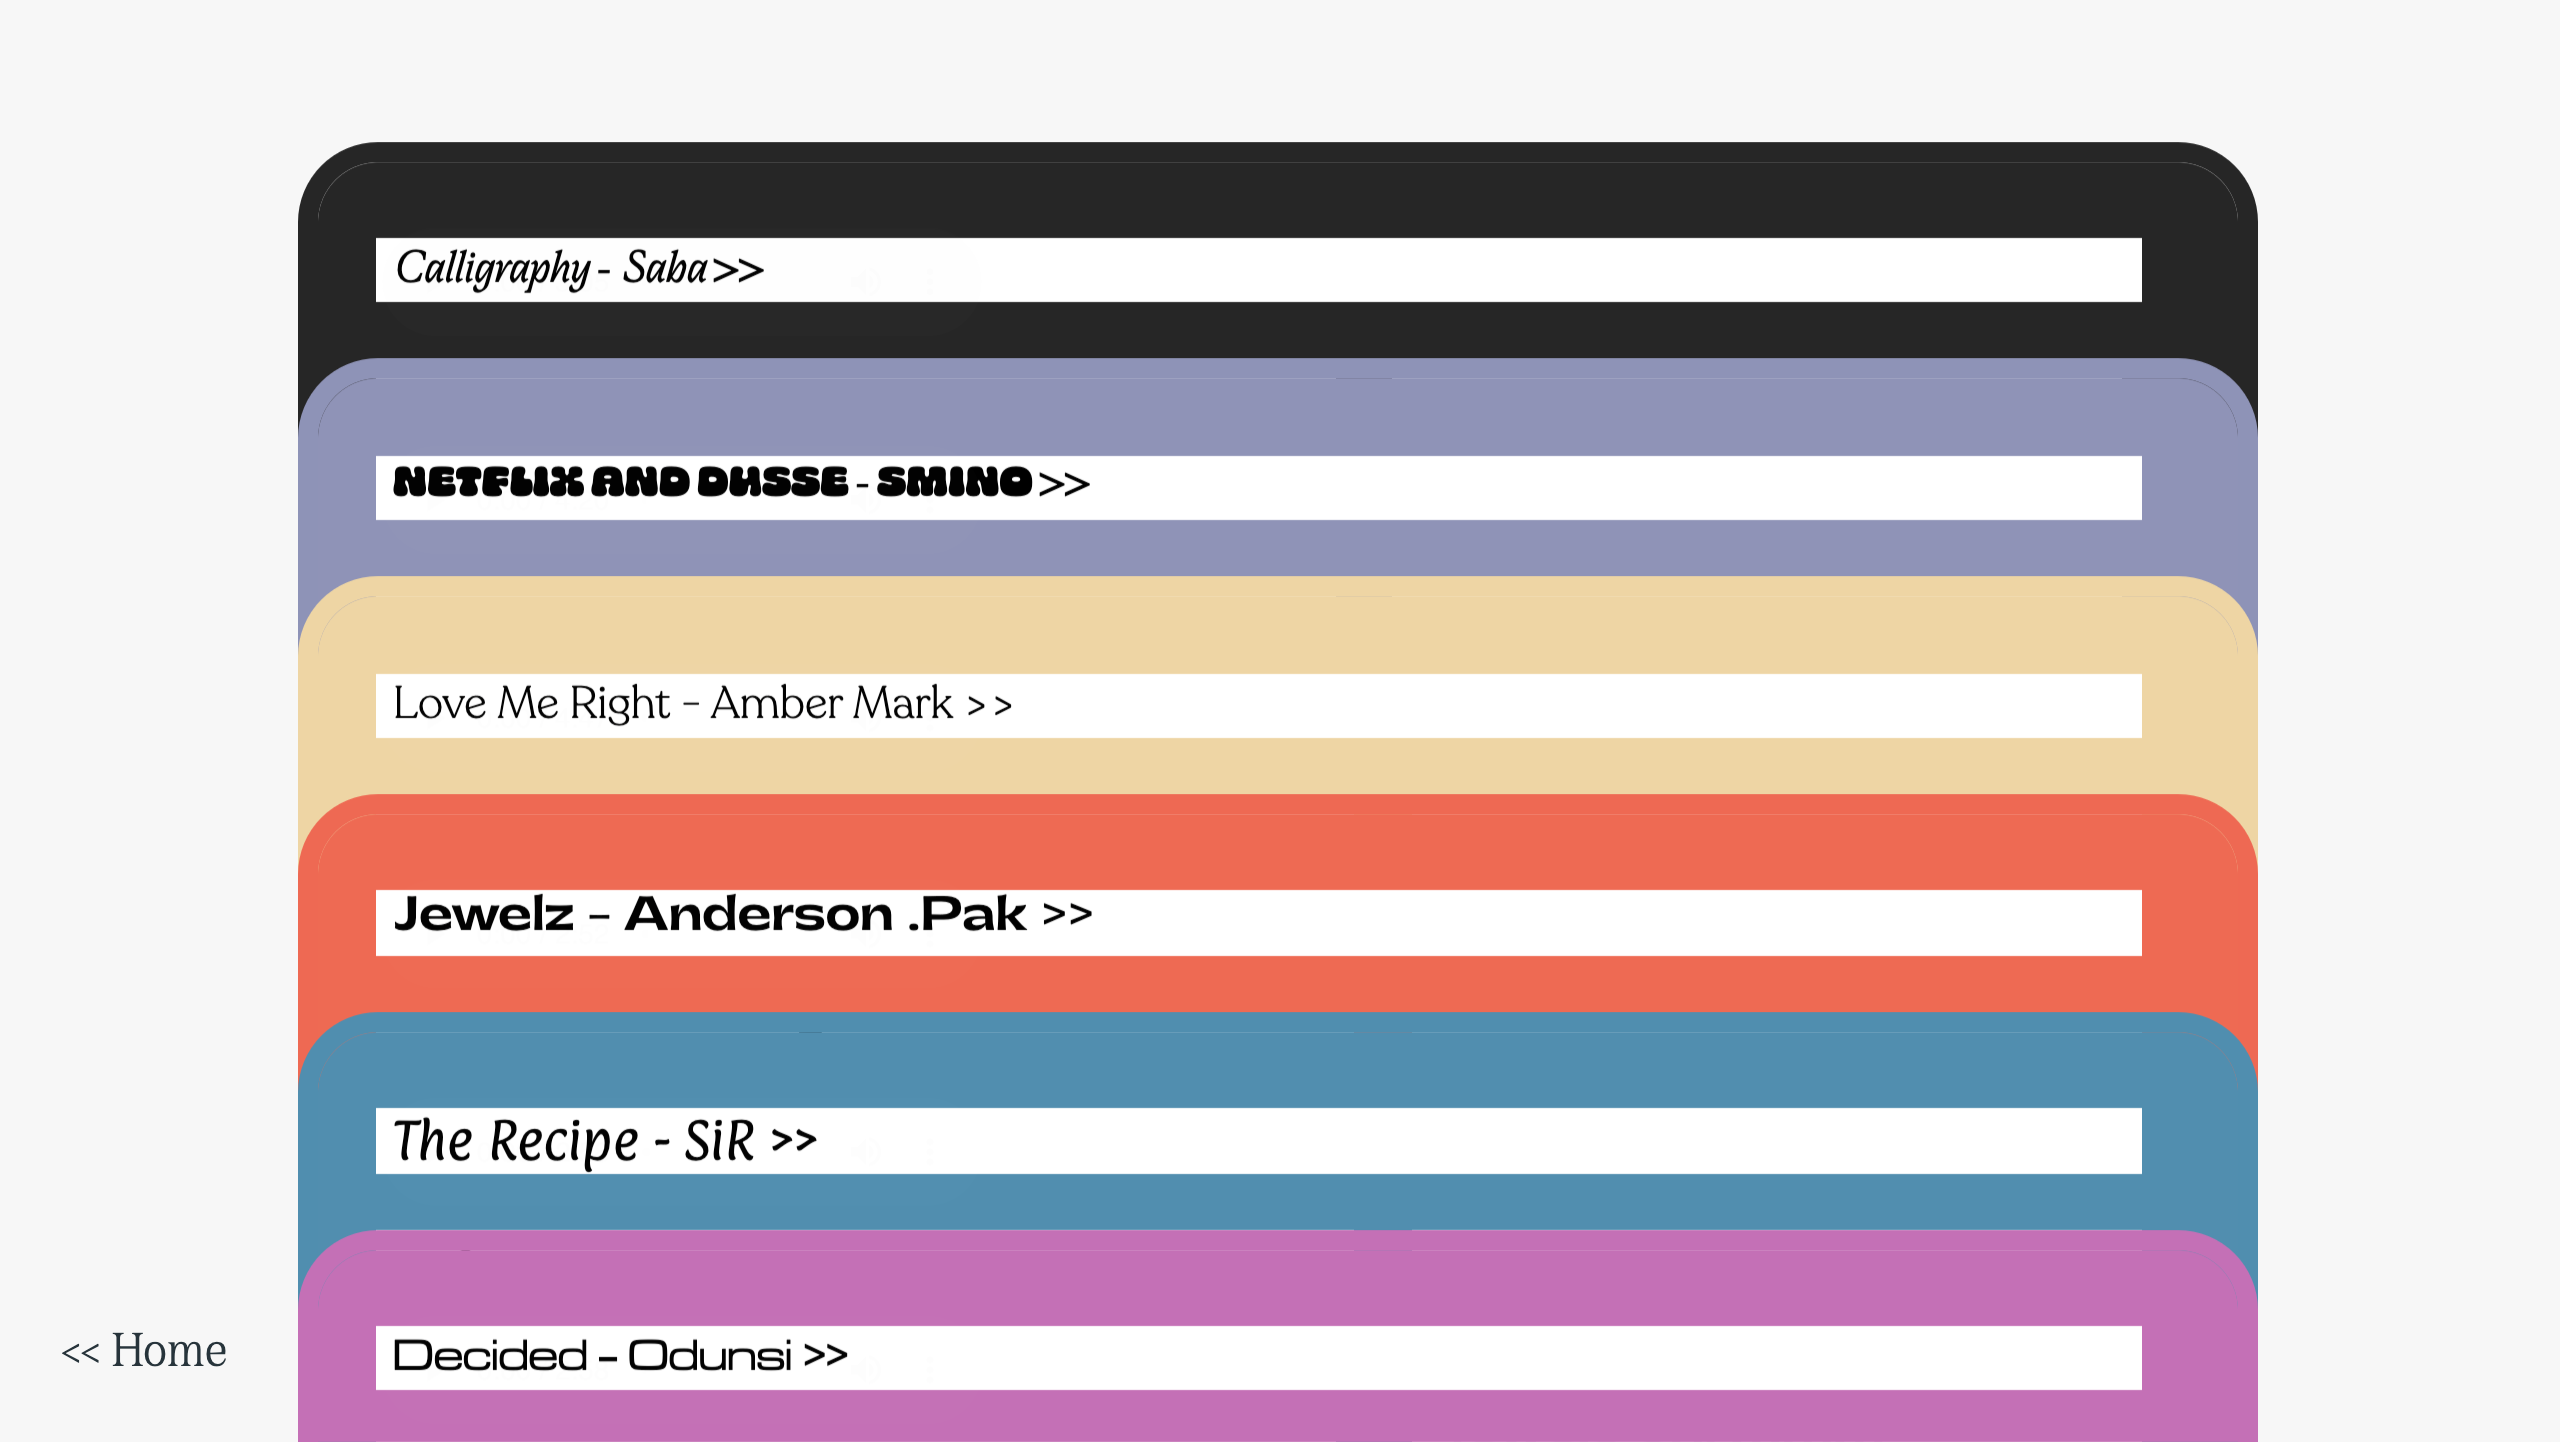 Calligraphy - Saba >>
NETFLIX AND DUSSE - SMINO >>
Love Me Right - Amber Mark >>
Jewelz - Anderson .Pak >>
The Recipe - SiR >>
Decided - Odunsi >>
<< Home